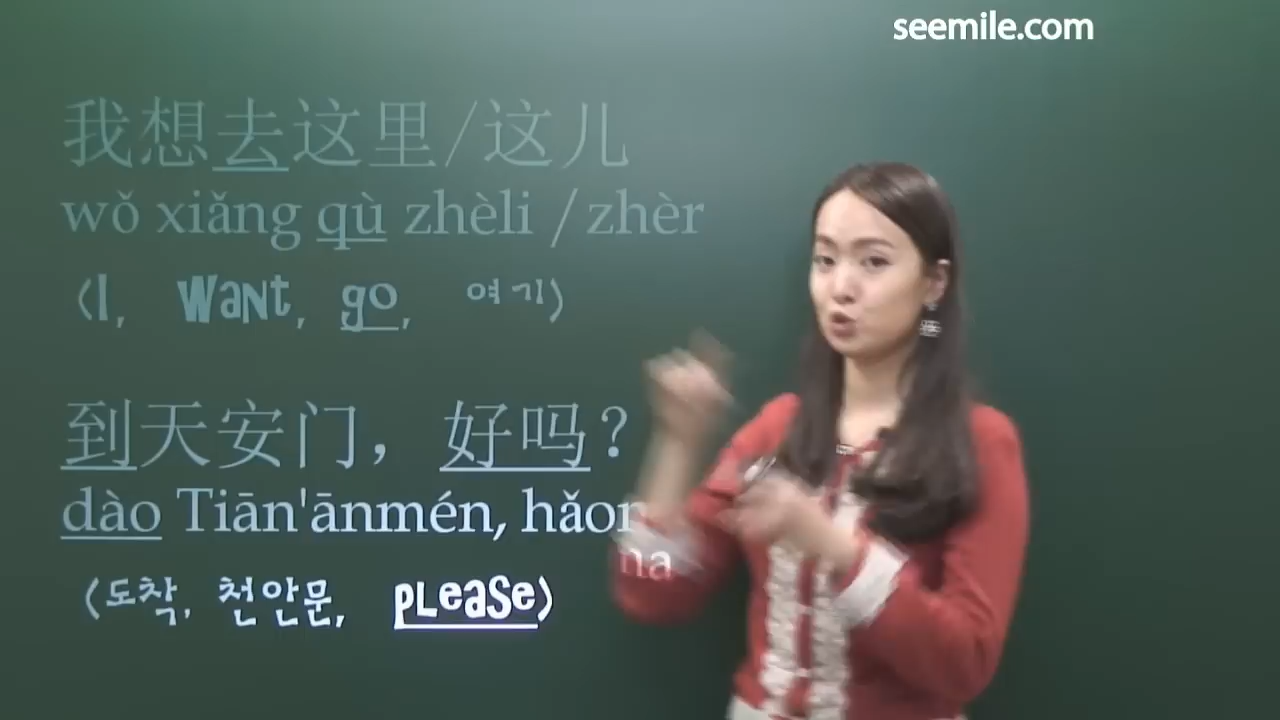 seemile.com
我想去这里/这儿
wǒ xiǎng qù zhèli / zhèr
(I, want, go, 여기)
到天安门，好吗？
dào Tiān'ānmén, hǎo
ma
(도착, 천안문, please)